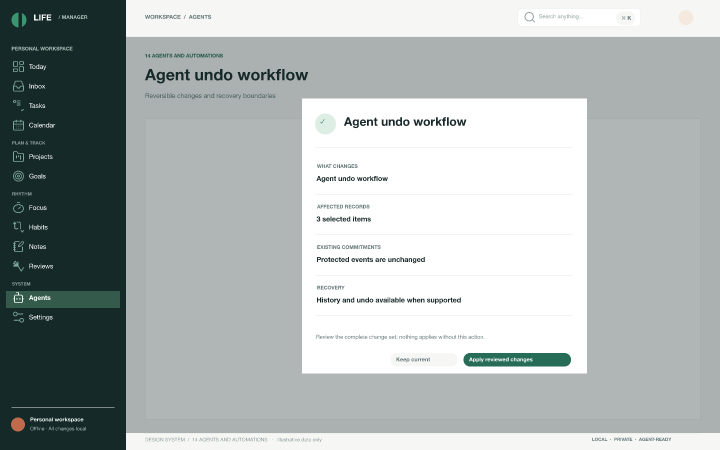 LIFE / MANAGER
PERSONAL WORKSPACE
Today
Inbox
Tasks
Calendar
PLAN & TRACK
Projects
Goals
RHYTHM
Focus
Habits
Notes
Reviews
SYSTEM
Agents
Settings
Personal workspace
Offline · All changes local
WORKSPACE / AGENTS
Search anything...
⌘ K
14 AGENTS AND AUTOMATIONS
Agent undo workflow
Reversible changes and recovery boundaries
✓ Agent undo workflow
WHAT CHANGES
Agent undo workflow
AFFECTED RECORDS
3 selected items
EXISTING COMMITMENTS
Protected events are unchanged
RECOVERY
History and undo available when supported
Review the complete change set; nothing applies without this action.
Keep current
Apply reviewed changes
DESIGN SYSTEM / 14 AGENTS AND AUTOMATIONS · Illustrative data only
LOCAL · PRIVATE · AGENT-READY